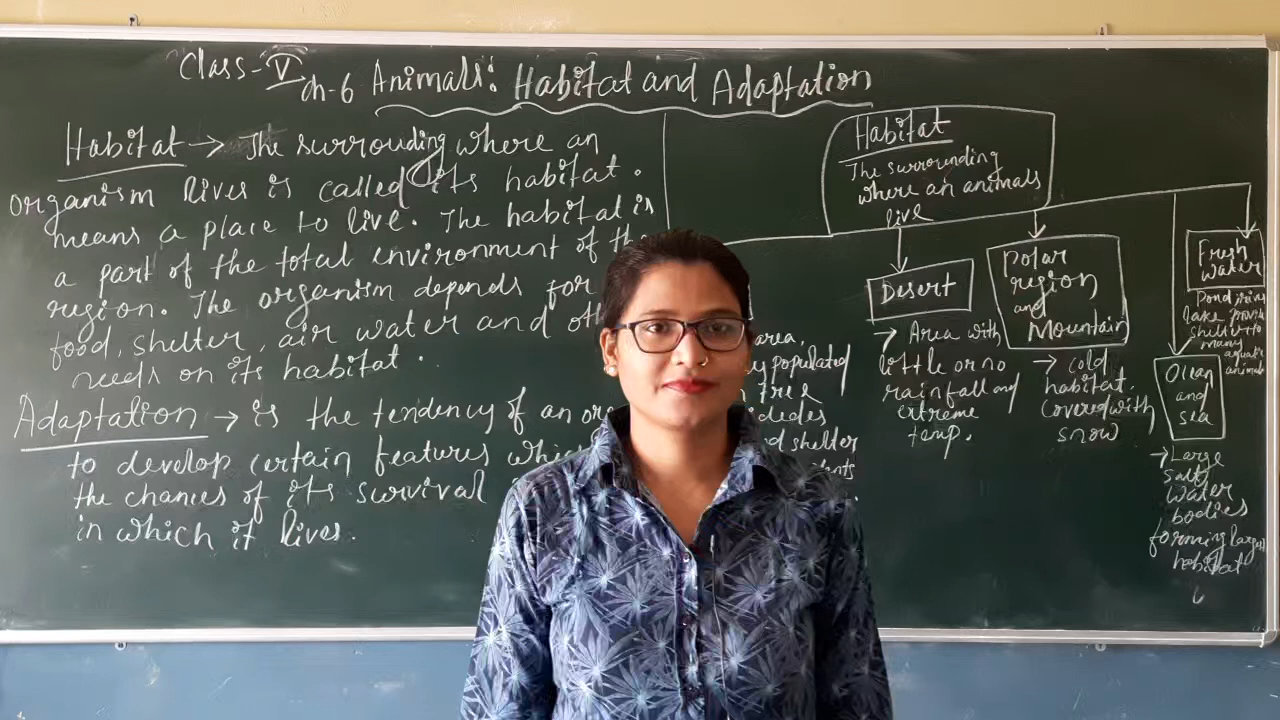 Class-V Ch-6 Animals: Habitat and Adaptation
Habitat → The surrouding where an
organism lives is called its habitat.
means a place to live. The habitat is
a part of the total environment of the
region. The organism depends for
food, shelter, air water and
needs on its habitat.
Adaptation → is the tendency of an
to develop certain features
the chances of its survival
in which it lives.
Habitat
The surrounding
where an animals
live
area,
populated
shelter
Desert
→ Area with
little or no
rainfall and
extreme
temp.
Polar
region
and
Mountain
→ cold
habitat.
covered with
snow
Ocean
and
sea
→ Large
salty
water
bodies
forming large
habitat
Fresh
water
Pond
lake
shelter to
many
aquatic
animals